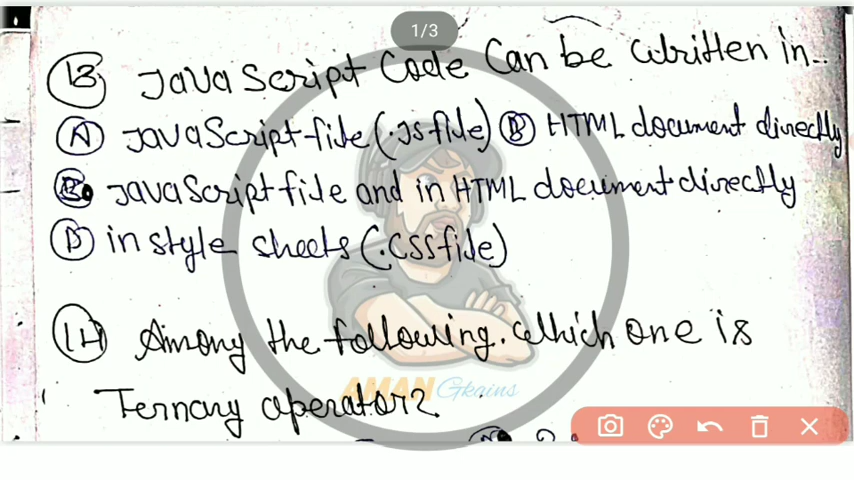 1/3
13 JavaScript Code Can be written in...
A JavaScript file (.JS file) B HTML document directly
JavaScript file and in HTML document directly
D in style sheets (.CSS file)
14 Among the following. Which one is
Ternary operator?
AMAN Gkains